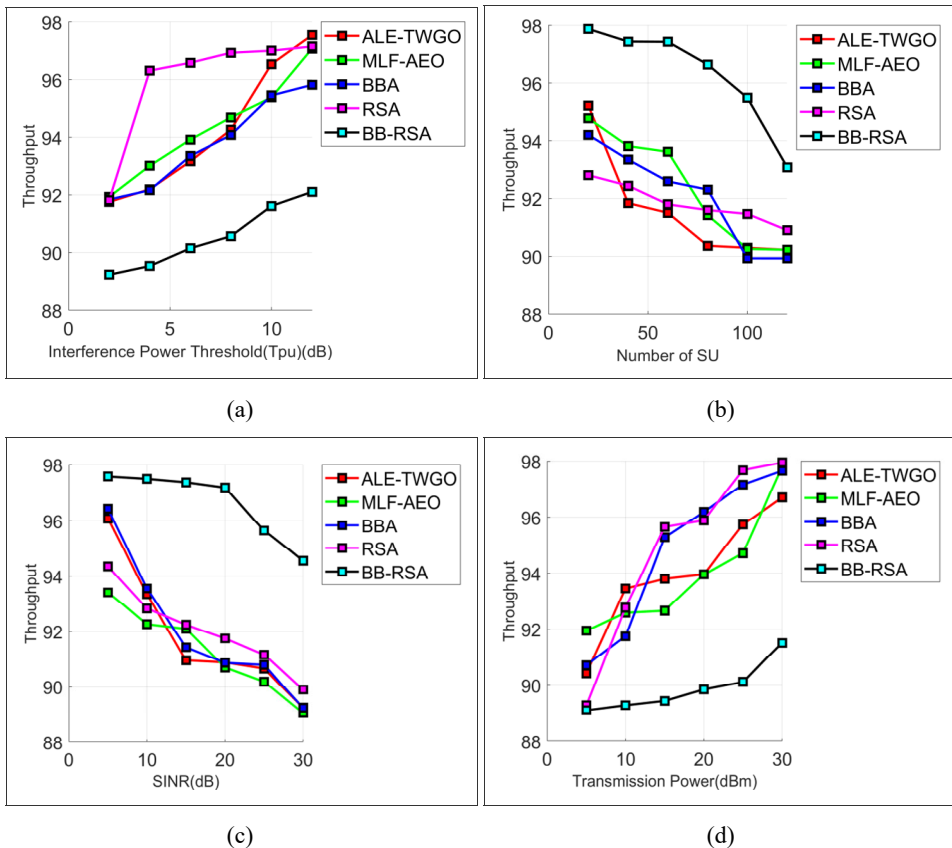 98
96
94
92
90
88
Throughput
0
5
10
Interference Power Threshold(Tpu)(dB)
ALE-TWGO
MLF-AEO
BBA
RSA
BB-RSA
(a)
98
96
94
92
90
88
Throughput
0
50
100
Number of SU
ALE-TWGO
MLF-AEO
BBA
RSA
BB-RSA
(b)
98
96
94
92
90
88
Throughput
0
10
20
30
SINR(dB)
ALE-TWGO
MLF-AEO
BBA
RSA
BB-RSA
(c)
98
96
94
92
90
88
Throughput
0
10
20
30
Transmission Power(dBm)
ALE-TWGO
MLF-AEO
BBA
RSA
BB-RSA
(d)